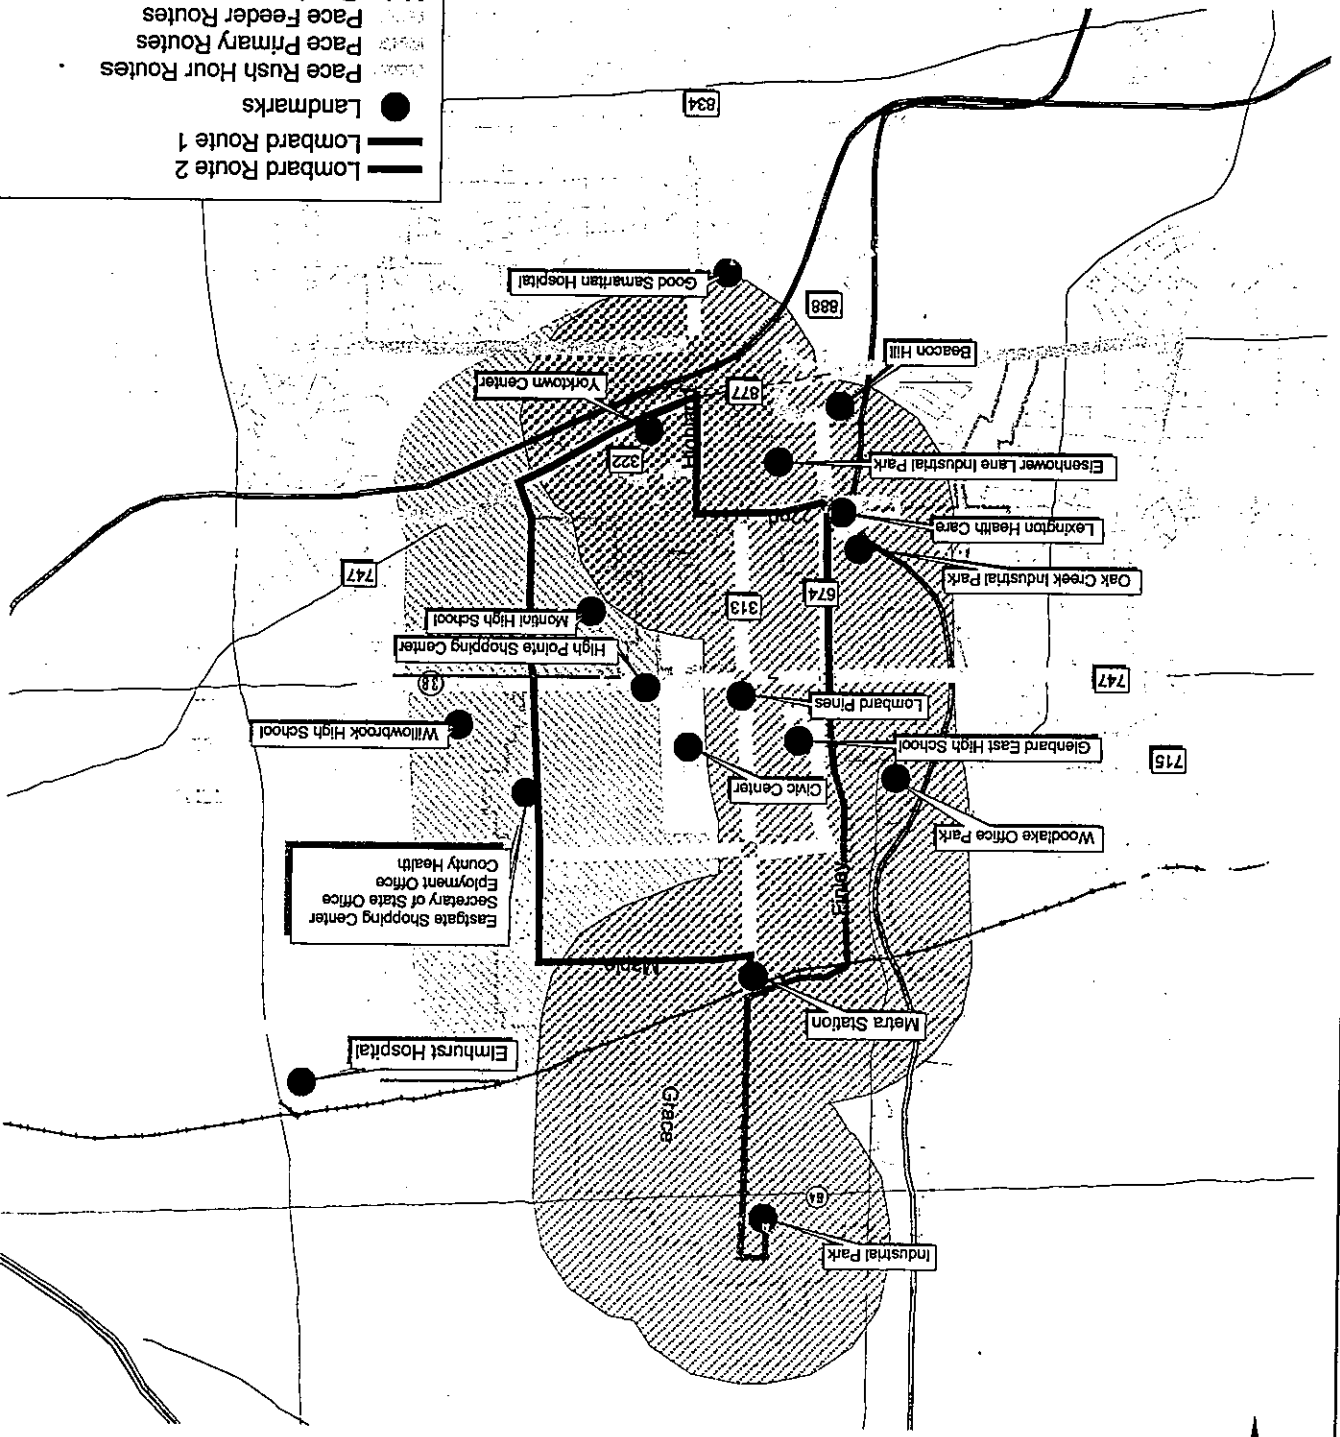 Industrial Park
64
Grace
Elmhurst Hospital
Metra Station
Maple
Finley
Eastgate Shopping Center
Secretary of State Office
Eployment Office
County Health
Woodlake Office Park
Civic Center
715
Glenbard East High School
Willowbrook High School
Lombard Pines
38
747
High Pointe Shopping Center
Montini High School
674
313
747
Oak Creek Industrial Park
Lexington Health Care
Eisenhower Lane Industrial Park
322
877
Yorktown Center
Beacon Hill
888
Good Samaritan Hospital
834
Lombard Route 2
Lombard Route 1
Landmarks
Pace Rush Hour Routes
Pace Primary Routes
Pace Feeder Routes